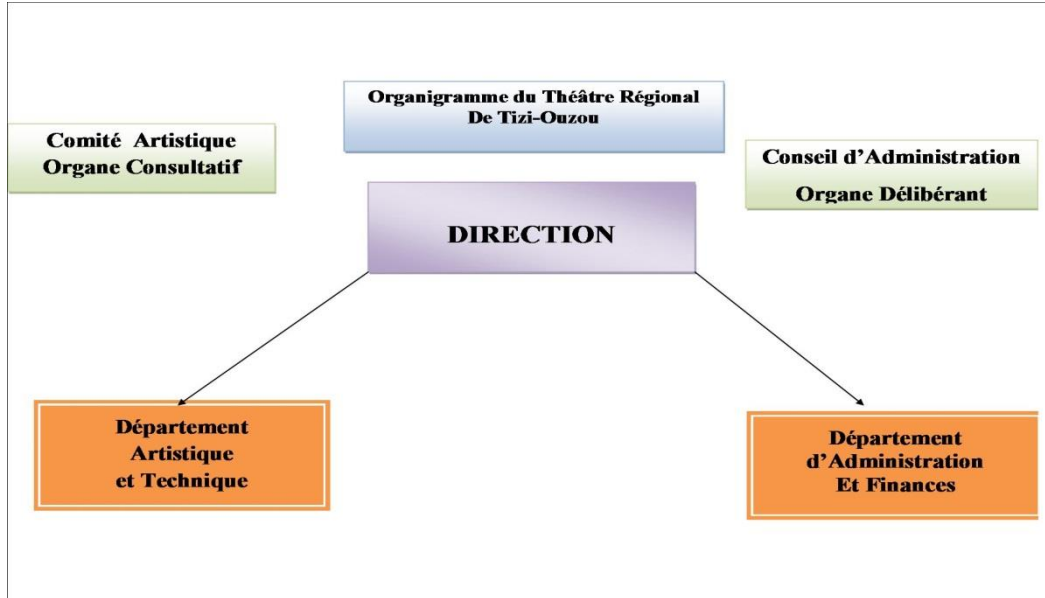 Organigramme du Théâtre Régional
De Tizi-Ouzou
Comité Artistique
Organe Consultatif
Conseil d’Administration
Organe Délibérant
DIRECTION
Département
Artistique
et Technique
Département
d’Administration
Et Finances